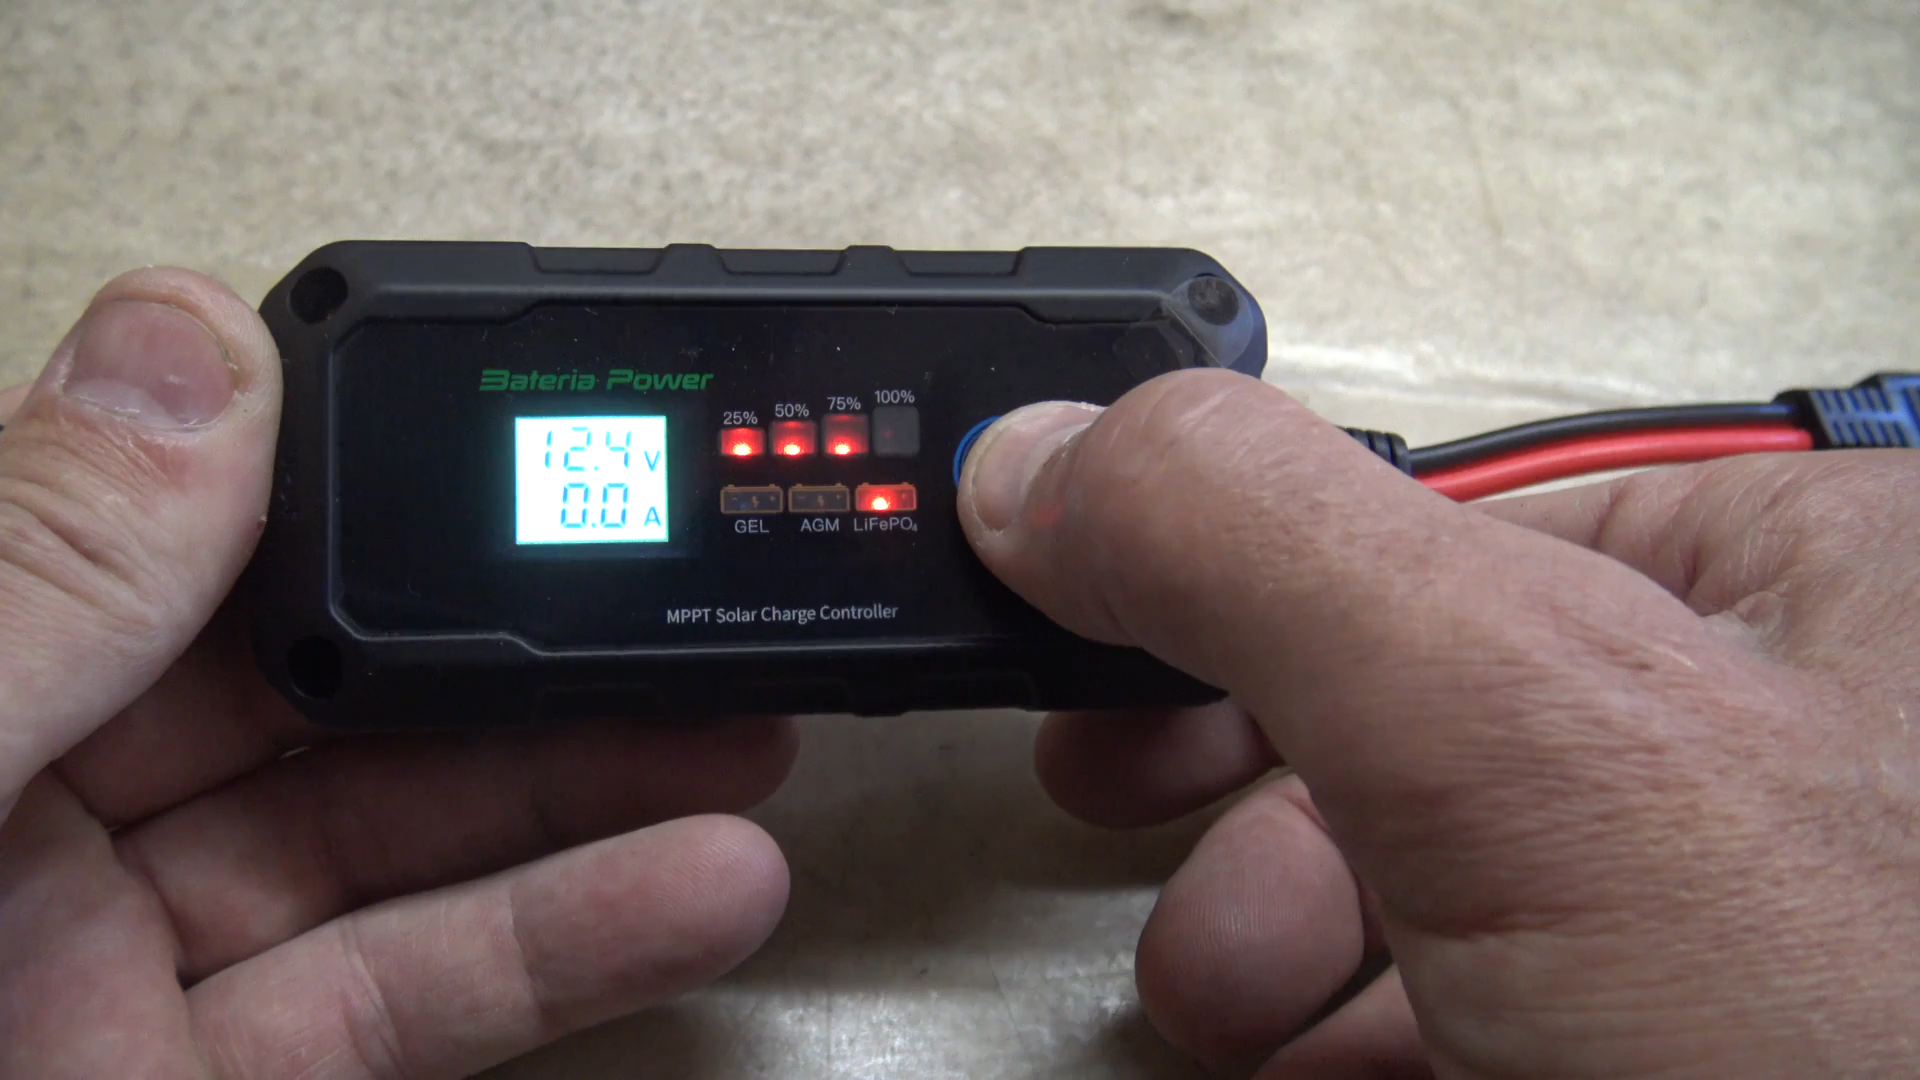 Bateria Power
12.4 V
0.0 A
25% 50% 75% 100%
GEL AGM LiFePO₄
MPPT Solar Charge Controller